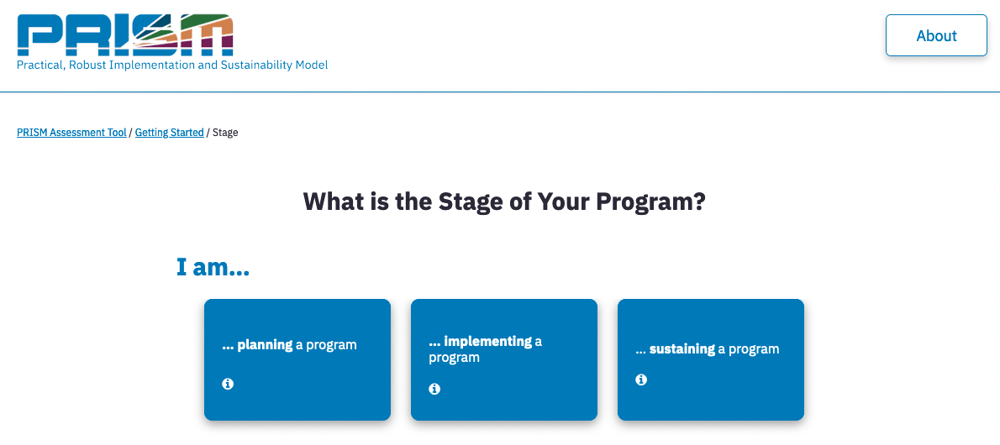 PRISM
About
Practical, Robust Implementation and Sustainability Model
PRISM Assessment Tool / Getting Started / Stage
What is the Stage of Your Program?
I am...
... planning a program
... implementing a
program
... sustaining a program